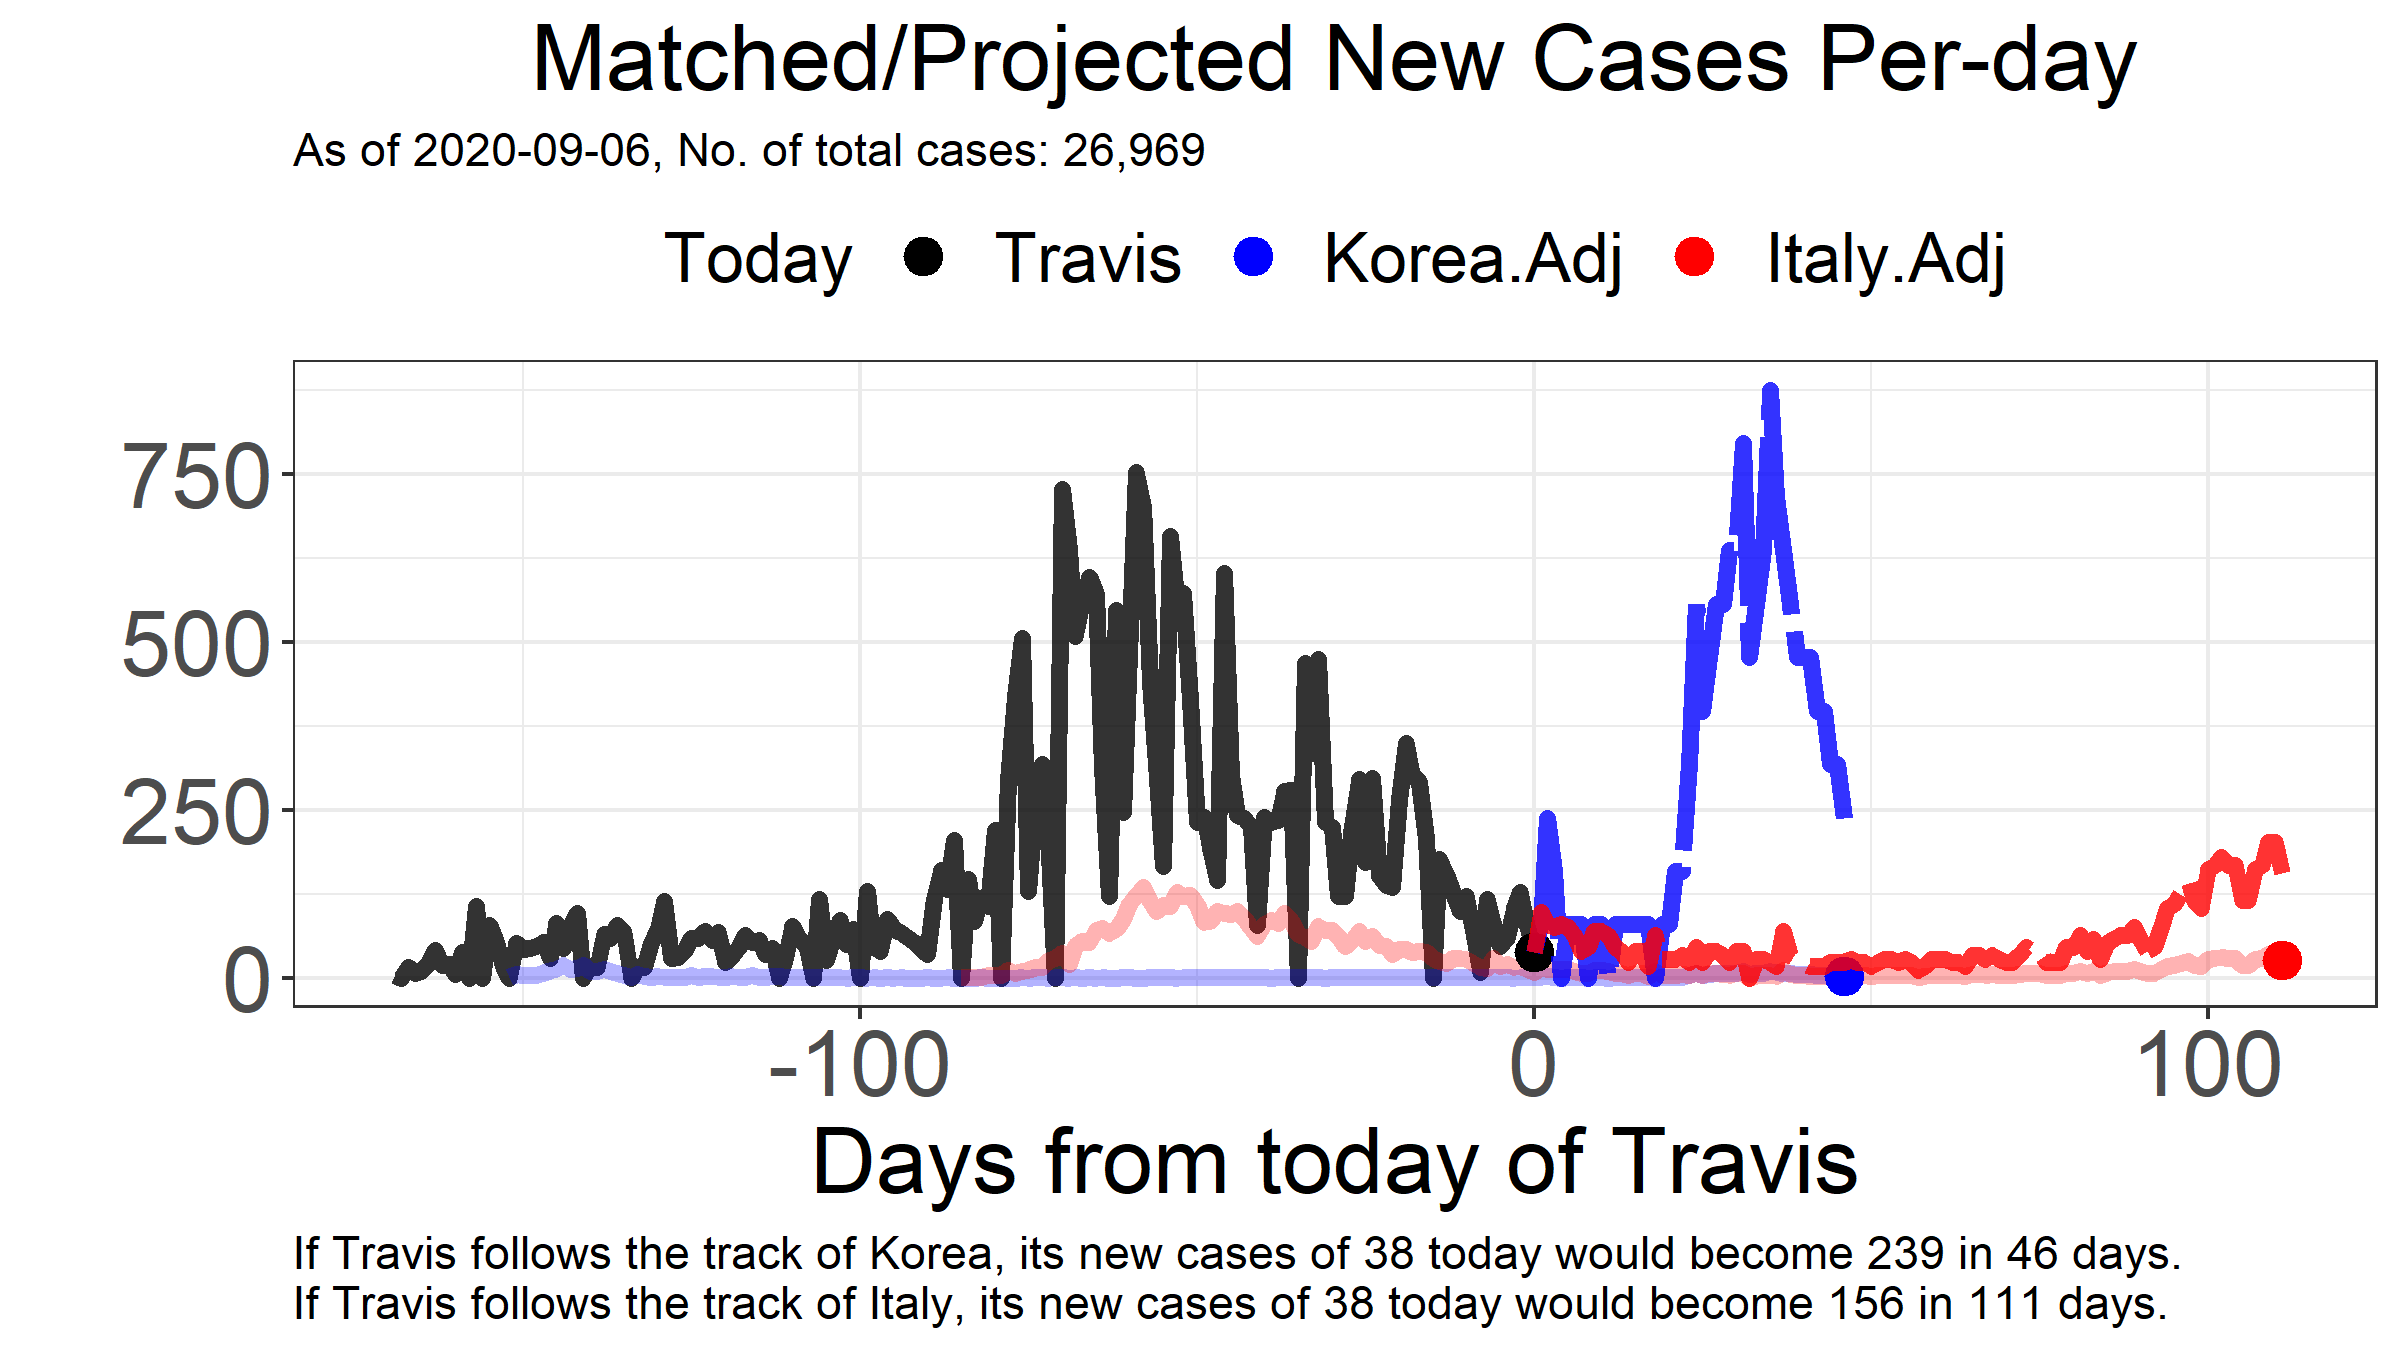 Matched/Projected New Cases Per-day
As of 2020-09-06, No. of total cases: 26,969
Today Travis Korea.Adj Italy.Adj
750
500
250
0
-100 0 100
Days from today of Travis
If Travis follows the track of Korea, its new cases of 38 today would become 239 in 46 days.
If Travis follows the track of Italy, its new cases of 38 today would become 156 in 111 days.